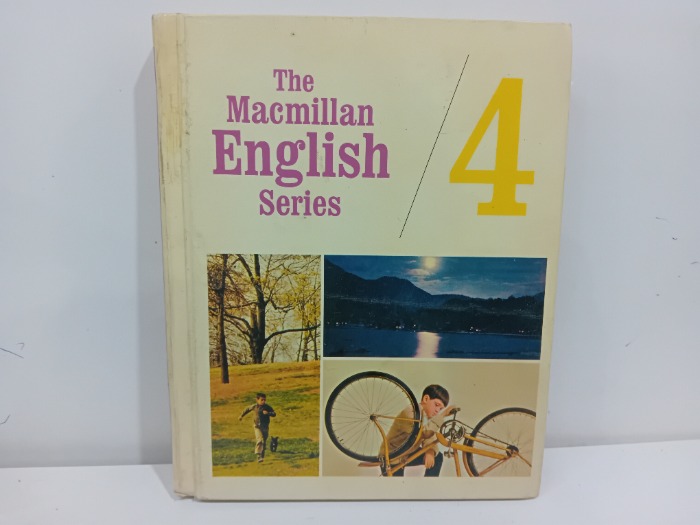 The
Macmillan
English
Series
/4